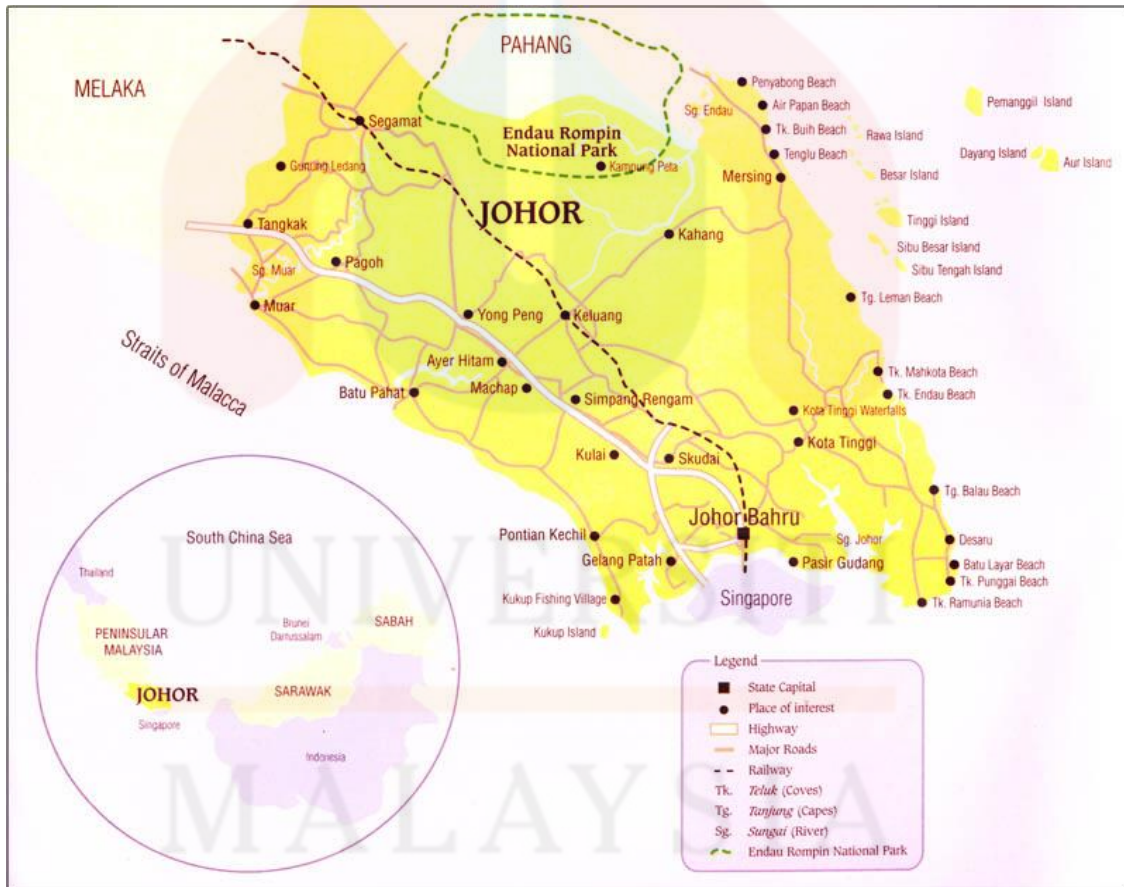 PAHANG
MELAKA
Penyabong Beach
Air Papan Beach
Sg. Endau
Tk. Buih Beach
Tenglu Beach
Mersing
Pemanggil Island
Rawa Island
Dayang Island
Aur Island
Besar Island
Segamat
Endau Rompin
National Park
Gunung Ledang
Kampung Peta
JOHOR
Tinggi Island
Sibu Besar Island
Sibu Tengah Island
Tangkak
Kahang
Sg. Muar
Pagoh
Muar
Tg. Leman Beach
Yong Peng
Keluang
Straits of Malacca
Ayer Hitam
Tk. Mahkota Beach
Batu Pahat
Machap
Simpang Rengam
Tk. Endau Beach
Kota Tinggi Waterfalls
Kota Tinggi
Kulai
Skudai
Tg. Balau Beach
Johor Bahru
Pontian Kechil
Sg. Johor
Desaru
Gelang Patah
Pasir Gudang
Batu Layar Beach
Tk. Punggai Beach
Kukup Fishing Village
Singapore
Tk. Ramunia Beach
Kukup Island
South China Sea
Thailand
PENINSULAR
MALAYSIA
Brunei
Darrussalam
SABAH
JOHOR
SARAWAK
Singapore
Indonesia
Legend
State Capital
Place of interest
Highway
Major Roads
Railway
Tk. Teluk (Coves)
Tg. Tanjung (Capes)
Sg. Sungai (River)
Endau Rompin National Park
UNIVERSITI
MALAYSIA